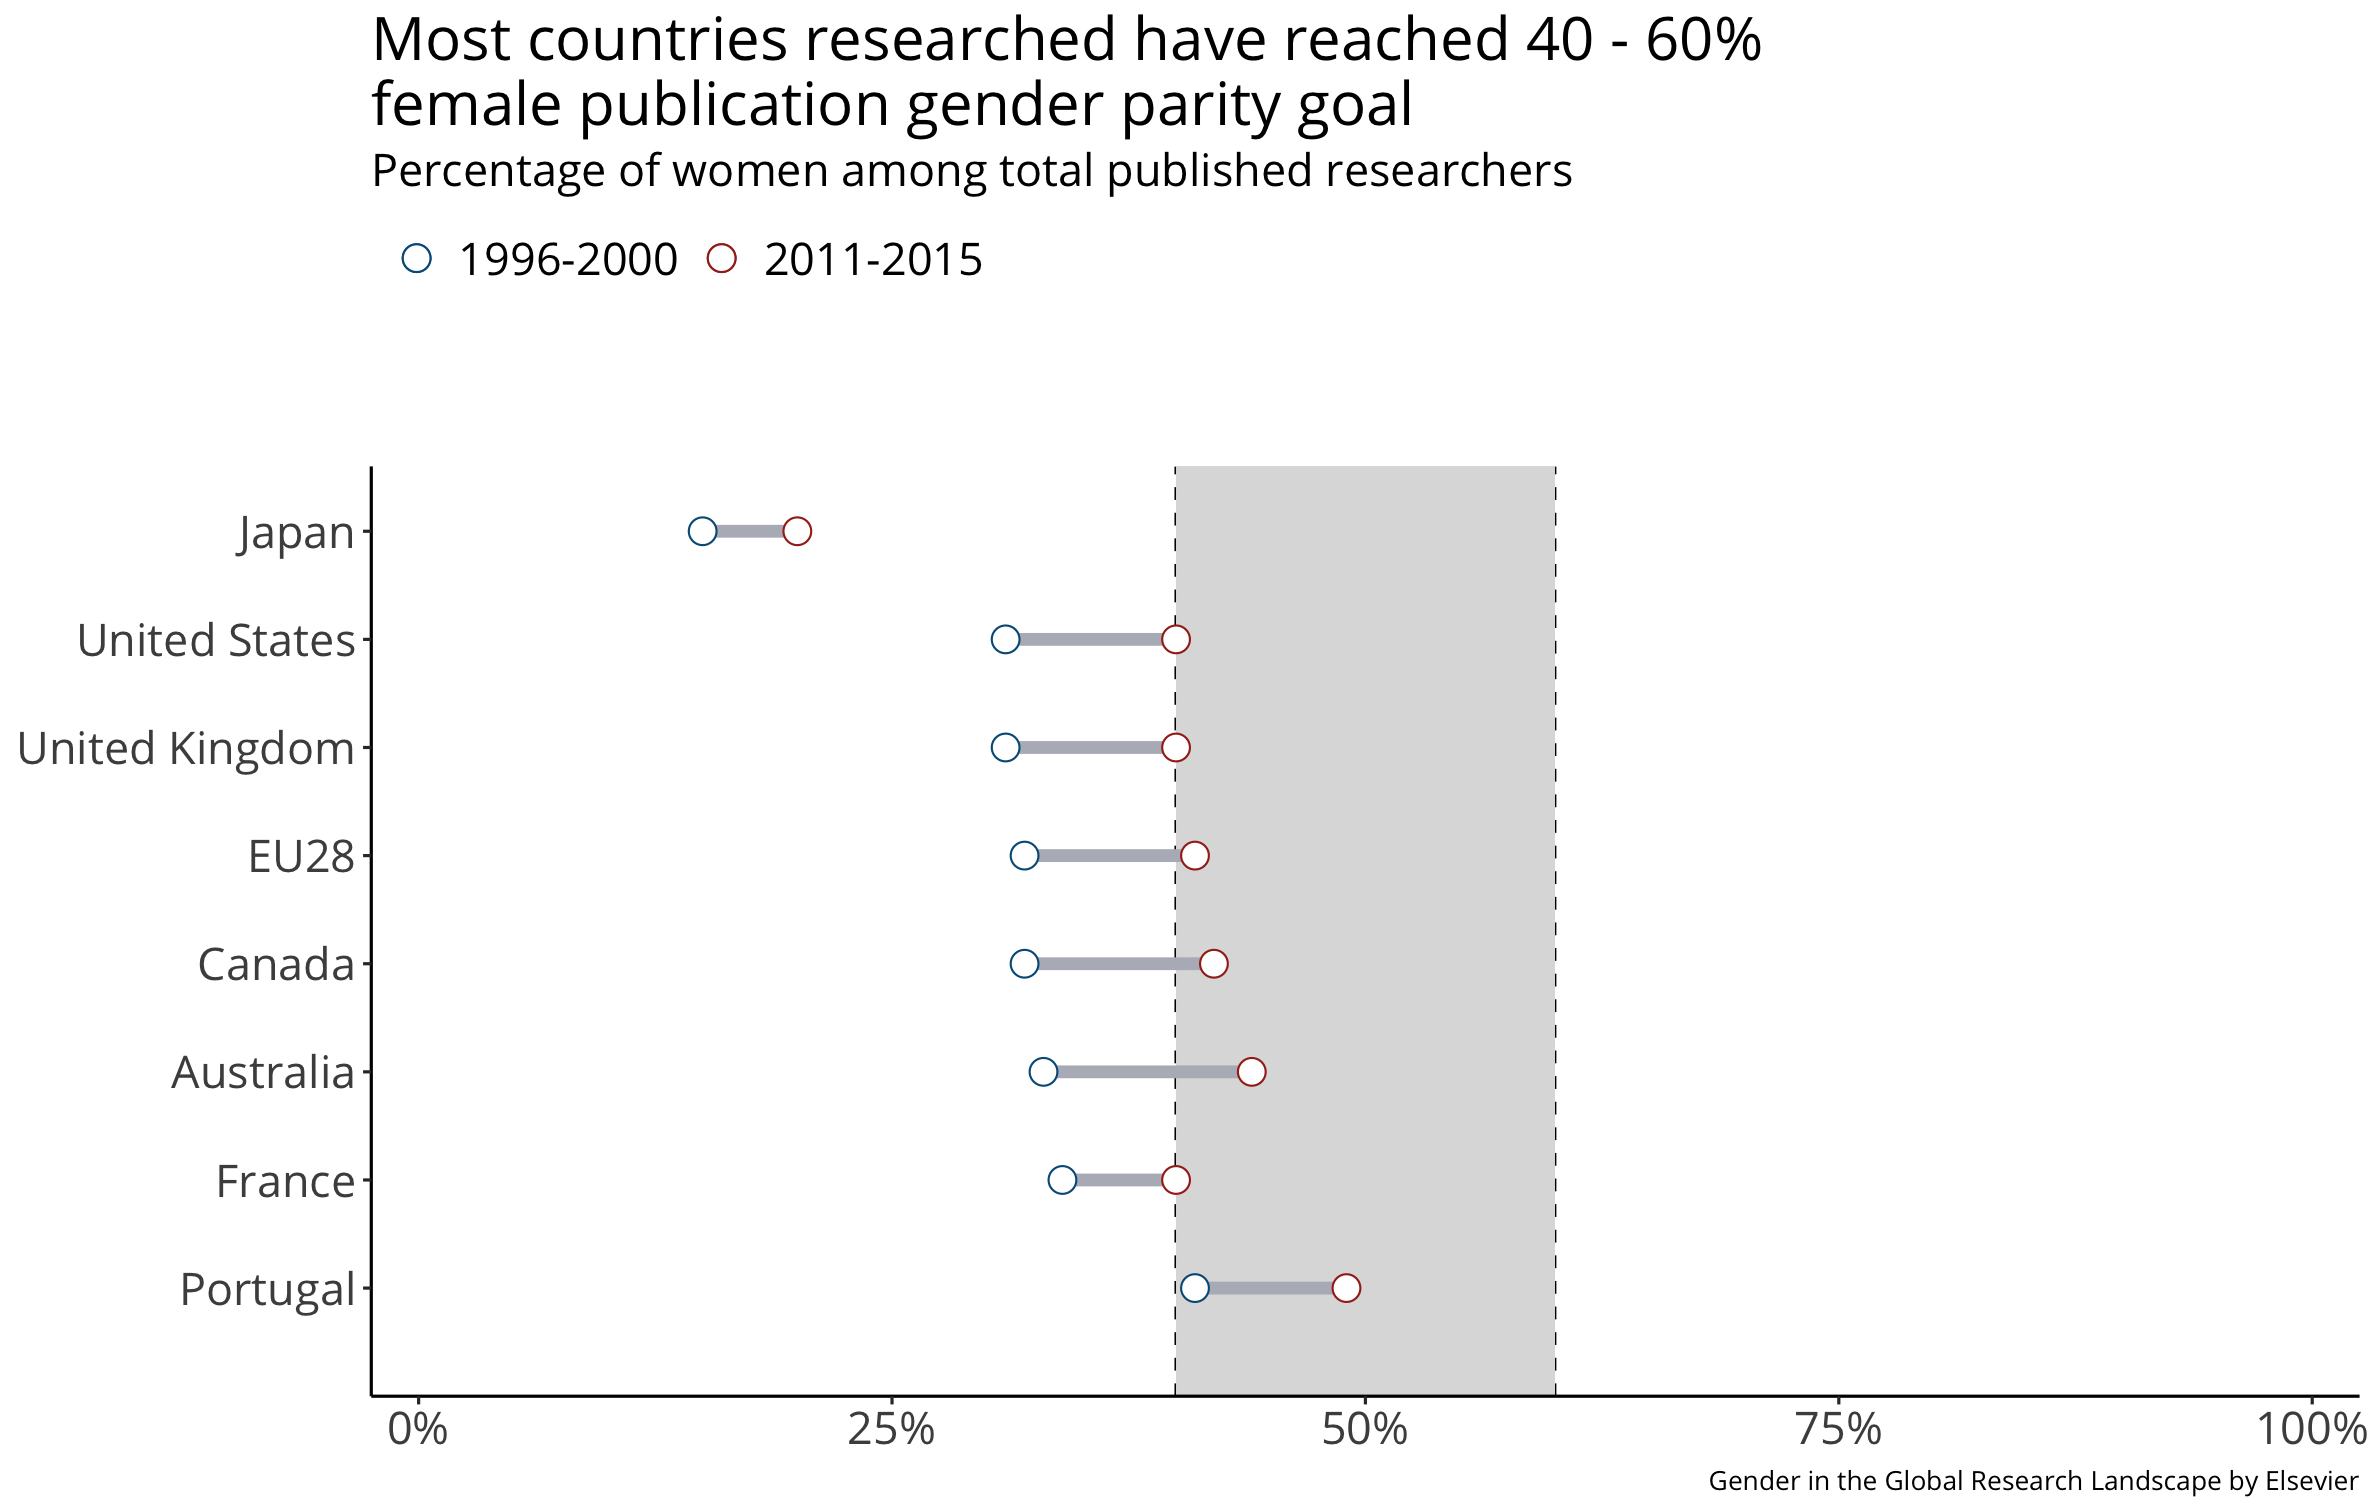 Most countries researched have reached 40 - 60%
female publication gender parity goal
Percentage of women among total published researchers
1996-2000 2011-2015
Japan
United States
United Kingdom
EU28
Canada
Australia
France
Portugal
0% 25% 50% 75% 100%
Gender in the Global Research Landscape by Elsevier